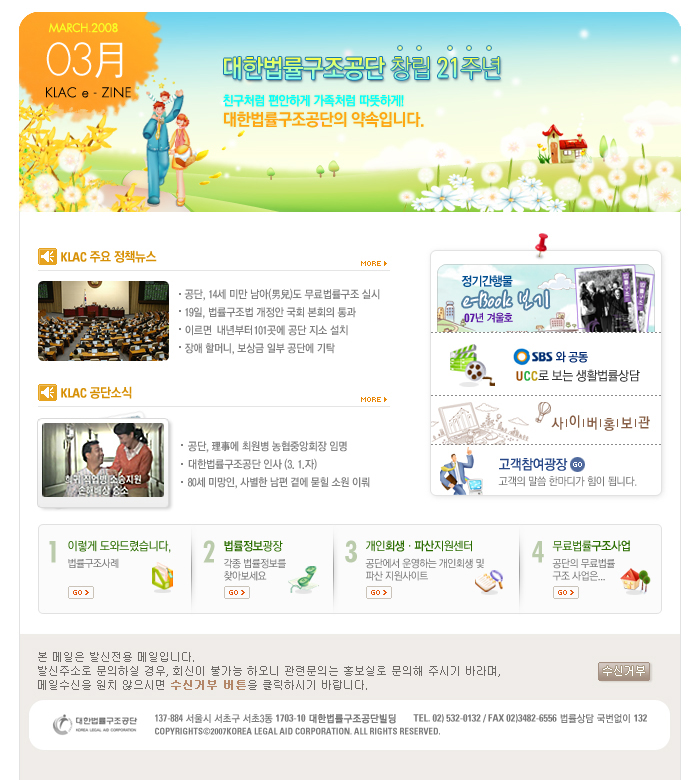 MARCH.2008
03月
KLAC e - ZINE
대한법률구조공단 창립 21주년
친구처럼 편안하게 가족처럼 따뜻하게!!
대한법률구조공단의 약속입니다.
KLAC 주요 정책뉴스
MORE
· 공단, 14세 미만 남아(男兒)도 무료법률구조 실시
· 19일, 법률구조법 개정안 국회 본회의 통과
· 이르면 내년부터101곳에 공단 지소 설치
· 장애 할머니, 보상금 일부 공단에 기탁
KLAC 공단소식
MORE
희귀 직업병 소송지원
손해배상 승소
· 공단, 理事에 최원병 농협중앙회장 임명
· 대한법률구조공단 인사 (3. 1.자)
· 80세 미망인, 사별한 남편 곁에 묻힐 소원 이뤄
정기간행물
e-Book 보기
07년 겨울호
SBS 와 공동
UCC로 보는 생활법률상담
사이버홍보관
고객참여광장 GO
고객의 말씀 한마디가 힘이 됩니다.
1 이렇게 도와드렸습니다,
법률구조사례
GO
2 법률정보광장
각종 법률정보를
찾아보세요
GO
3 개인회생 · 파산지원센터
공단에서 운영하는 개인회생 및
파산 지원사이트
GO
4 무료법률구조사업
공단의 무료법률
구조 사업은...
GO
본 메일은 발신전용 메일입니다.
발신주소로 문의하실 경우, 회신이 불가능 하오니 관련문의는 홍보실로 문의해 주시기 바라며,
메일수신을 원치 않으시면 수신거부 버튼을 클릭하시기 바랍니다.
수신거부
대한법률구조공단
KOREA LEGAL AID CORPORATION
137-884 서울시 서초구 서초3동 1703-10 대한법률구조공단빌딩 TEL. 02) 532-0132 / FAX 02)3482-6556 법률상담 국번없이 132
COPYRIGHTS©2007KOREA LEGAL AID CORPORATION. ALL RIGHTS RESERVED.